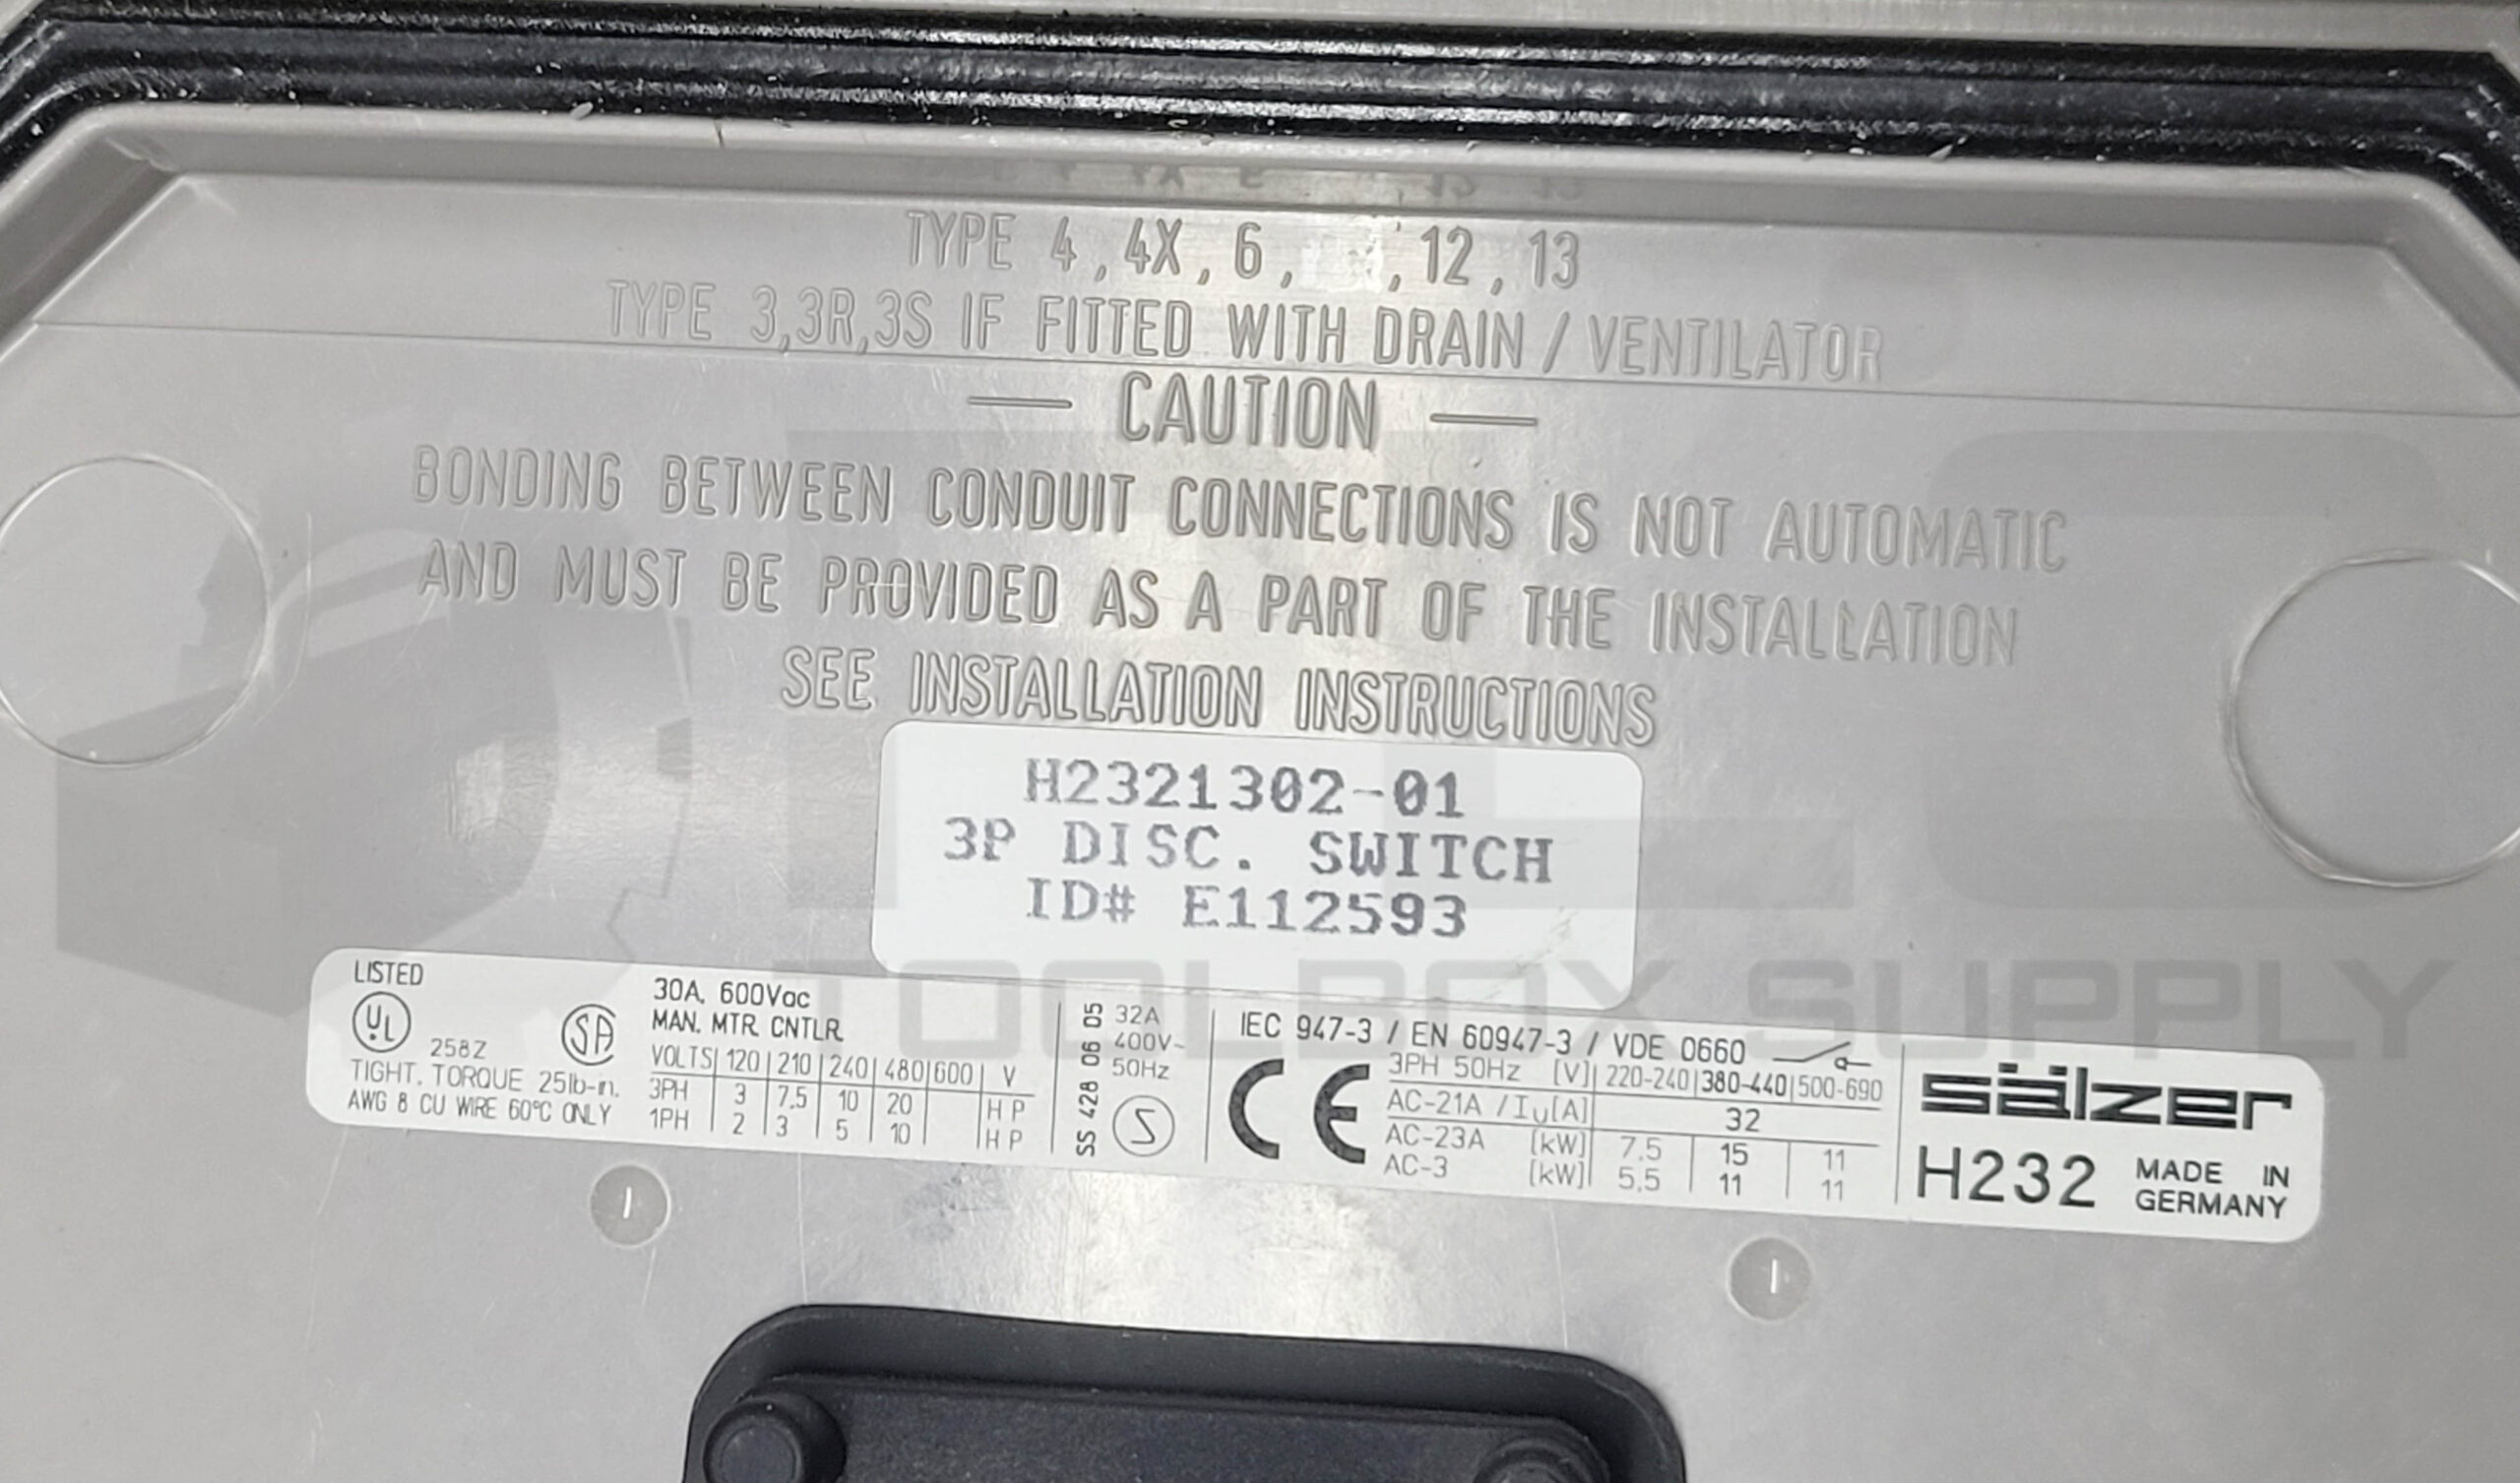 TYPE 4, 4X, 6, , 12, 13
TYPE 3,3R,3S IF FITTED WITH DRAIN / VENTILATOR
— CAUTION —
BONDING BETWEEN CONDUIT CONNECTIONS IS NOT AUTOMATIC
AND MUST BE PROVIDED AS A PART OF THE INSTALLATION
SEE INSTALLATION INSTRUCTIONS
H2321302-01
3P DISC. SWITCH
ID# E112593
TOOLBOX SUPPLY
LISTED
UL
258Z
SA
TIGHT. TORQUE 25lb-in.
AWG 8 CU WIRE 60°C ONLY
30A, 600Vac
MAN. MTR. CNTLR.
VOLTS 120 210 240 480 600 V
3PH 3 7,5 10 20 HP
1PH 2 3 5 10 HP
SS 428 06 05
32A
400V~
50Hz
S
IEC 947-3 / EN 60947-3 / VDE 0660
CE
3PH 50Hz [V] 220-240 380-440 500-690
AC-21A / Iu[A] 32
AC-23A [kW] 7,5 15 11
AC-3 [kW] 5,5 11 11
sälzer
H232
MADE IN
GERMANY